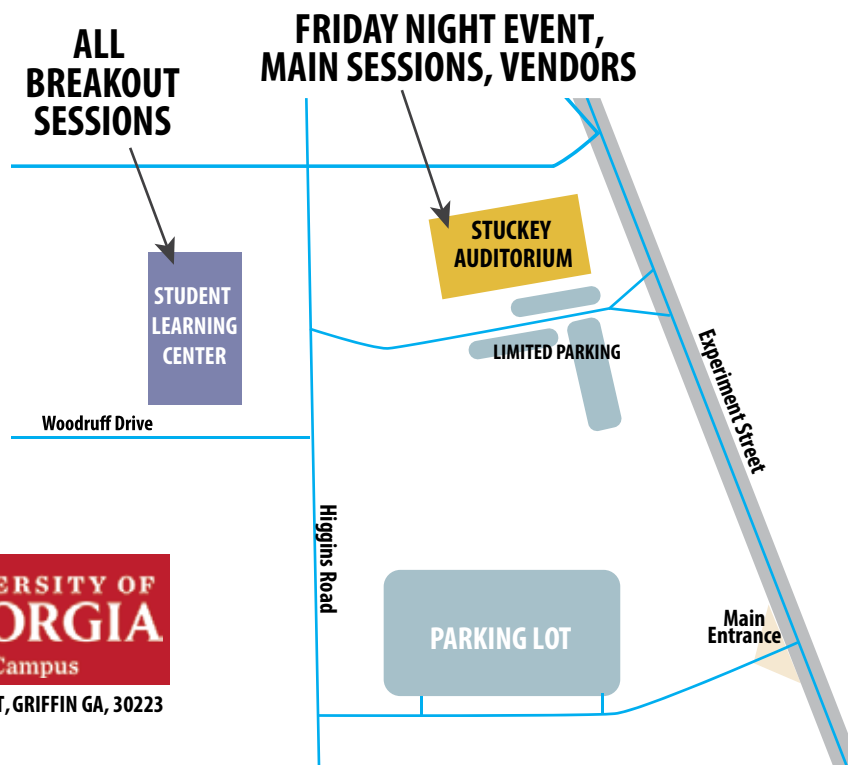 ALL
BREAKOUT
SESSIONS
FRIDAY NIGHT EVENT,
MAIN SESSIONS, VENDORS
STUCKEY
AUDITORIUM
STUDENT
LEARNING
CENTER
LIMITED PARKING
Experiment Street
Woodruff Drive
Higgins Road
PARKING LOT
Main
Entrance
ERSITY OF
ORGIA
Campus
T, GRIFFIN GA, 30223